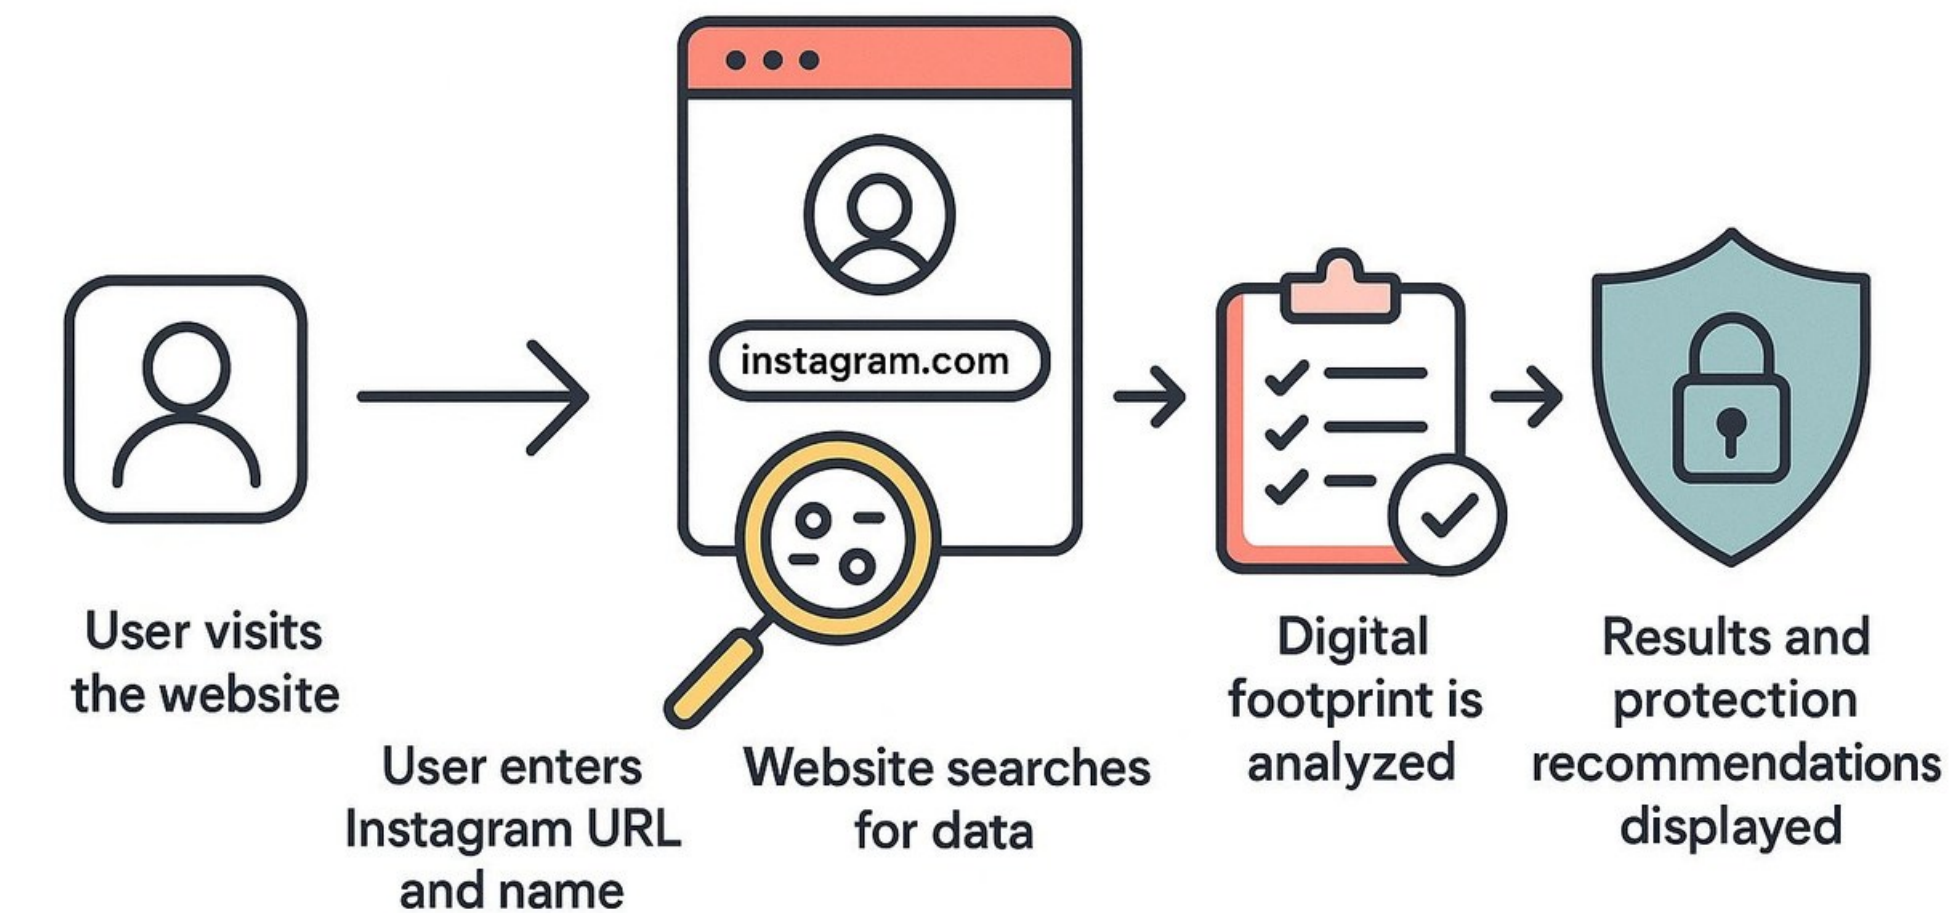 instagram.com
User visits
the website
User enters
Instagram URL
and name
Website searches
for data
Digital
footprint is
analyzed
Results and
protection
recommendations
displayed